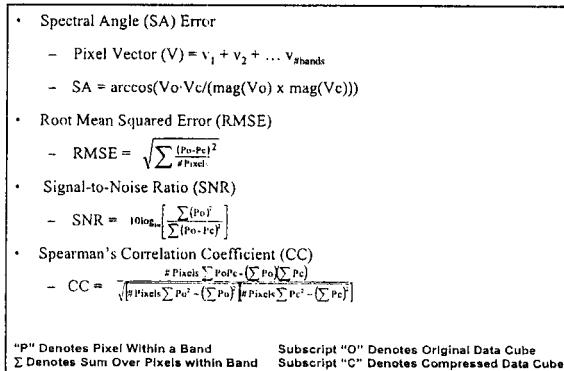 • Spectral Angle (SA) Error
– Pixel Vector (V) = v₁ + v₂ + … v#bands
– SA = arccos(Vo·Vc/(mag(Vo) x mag(Vc)))
• Root Mean Squared Error (RMSE)
– RMSE = √(∑ (Po-Pc)² / #Pixels)
• Signal-to-Noise Ratio (SNR)
– SNR = 10log₁₀[∑(Po)² / ∑(Po - Pc)²]
• Spearman's Correlation Coefficient (CC)
– CC = (# Pixels ∑ PoPc - (∑ Po)(∑ Pc)) / √([# Pixels ∑ Po² - (∑ Po)²][# Pixels ∑ Pc² - (∑ Pc)²])
"P" Denotes Pixel Within a Band
Subscript "O" Denotes Original Data Cube
∑ Denotes Sum Over Pixels within Band
Subscript "C" Denotes Compressed Data Cube